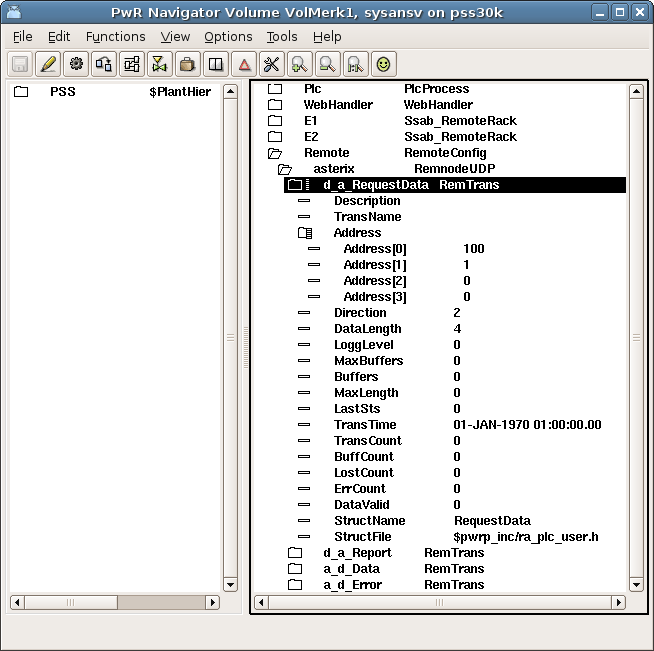 PwR Navigator Volume VolMerk1, sysansv on pss30k
File Edit Functions View Options Tools Help
PSS $PlantHier
Plc PlcProcess
WebHandler WebHandler
E1 Ssab_RemoteRack
E2 Ssab_RemoteRack
Remote RemoteConfig
asterix RemnodeUDP
d_a_RequestData RemTrans
Description
TransName
Address
Address[0] 100
Address[1] 1
Address[2] 0
Address[3] 0
Direction 2
DataLength 4
LoggLevel 0
MaxBuffers 0
Buffers 0
MaxLength 0
LastSts 0
TransTime 01-JAN-1970 01:00:00.00
TransCount 0
BuffCount 0
LostCount 0
ErrCount 0
DataValid 0
StructName RequestData
StructFile $pwrp_inc/ra_plc_user.h
d_a_Report RemTrans
a_d_Data RemTrans
a_d_Error RemTrans